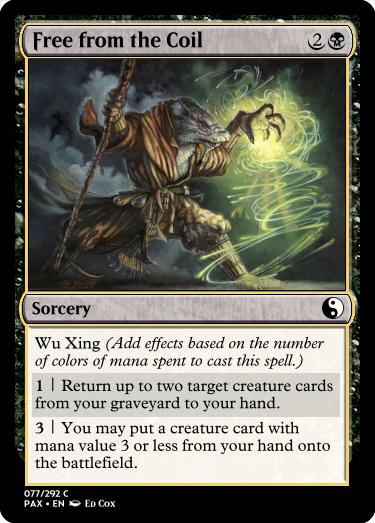 Free from the Coil 2
Sorcery
Wu Xing (Add effects based on the number
of colors of mana spent to cast this spell.)
1 | Return up to two target creature cards
from your graveyard to your hand.
3 | You may put a creature card with
mana value 3 or less from your hand onto
the battlefield.
077/292 C
PAX • EN Ed Cox